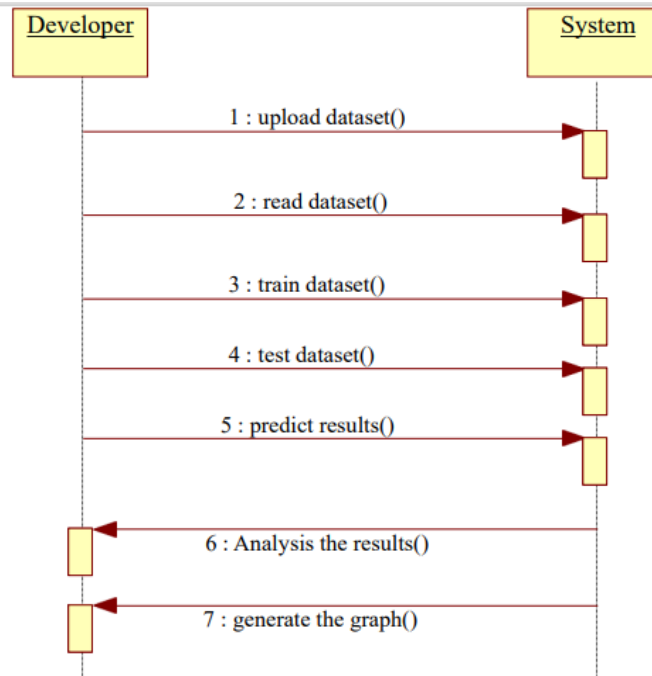 Developer
System
1 : upload dataset()
2 : read dataset()
3 : train dataset()
4 : test dataset()
5 : predict results()
6 : Analysis the results()
7 : generate the graph()